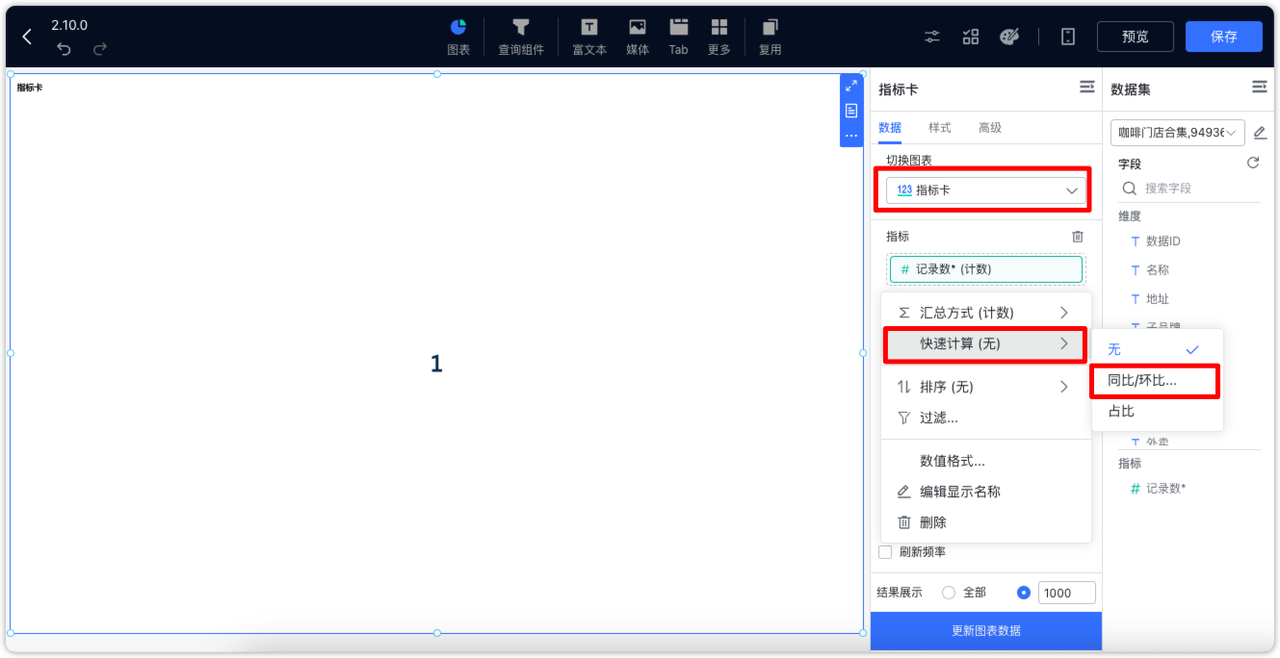 2.10.0
图表
查询组件
富文本
媒体
Tab
更多
复用
预览
保存
指标卡
1
指标卡
数据 样式 高级
切换图表
123 指标卡
指标
# 记录数* (计数)
汇总方式 (计数)
快速计算 (无)
排序 (无)
过滤...
数值格式...
编辑显示名称
删除
无
同比/环比...
占比
刷新频率
结果展示 全部 1000
更新图表数据
数据集
咖啡门店合集,94936
字段
搜索字段
维度
T 数据ID
T 名称
T 地址
T 子品牌
T 外卖
指标
# 记录数*